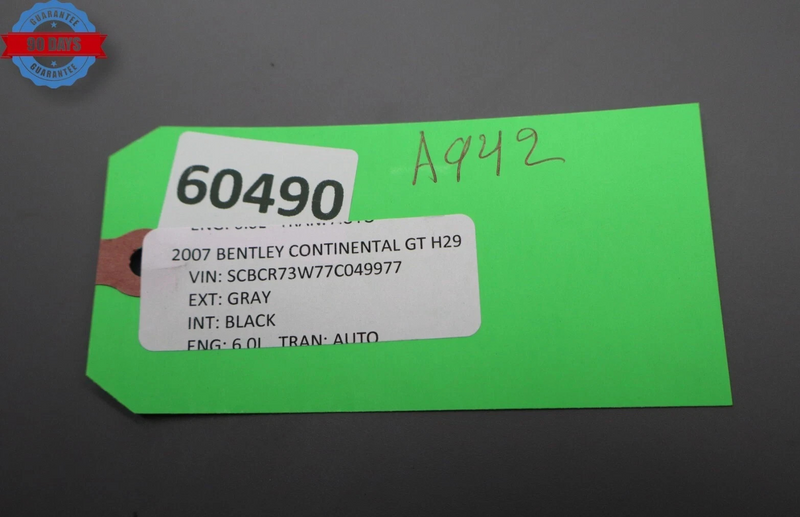 GUARANTEE
90 DAYS
GUARANTEE
A942
60490
2007 BENTLEY CONTINENTAL GT H29
VIN: SCBCR73W77C049977
EXT: GRAY
INT: BLACK
ENG: 6.0L TRAN: AUTO